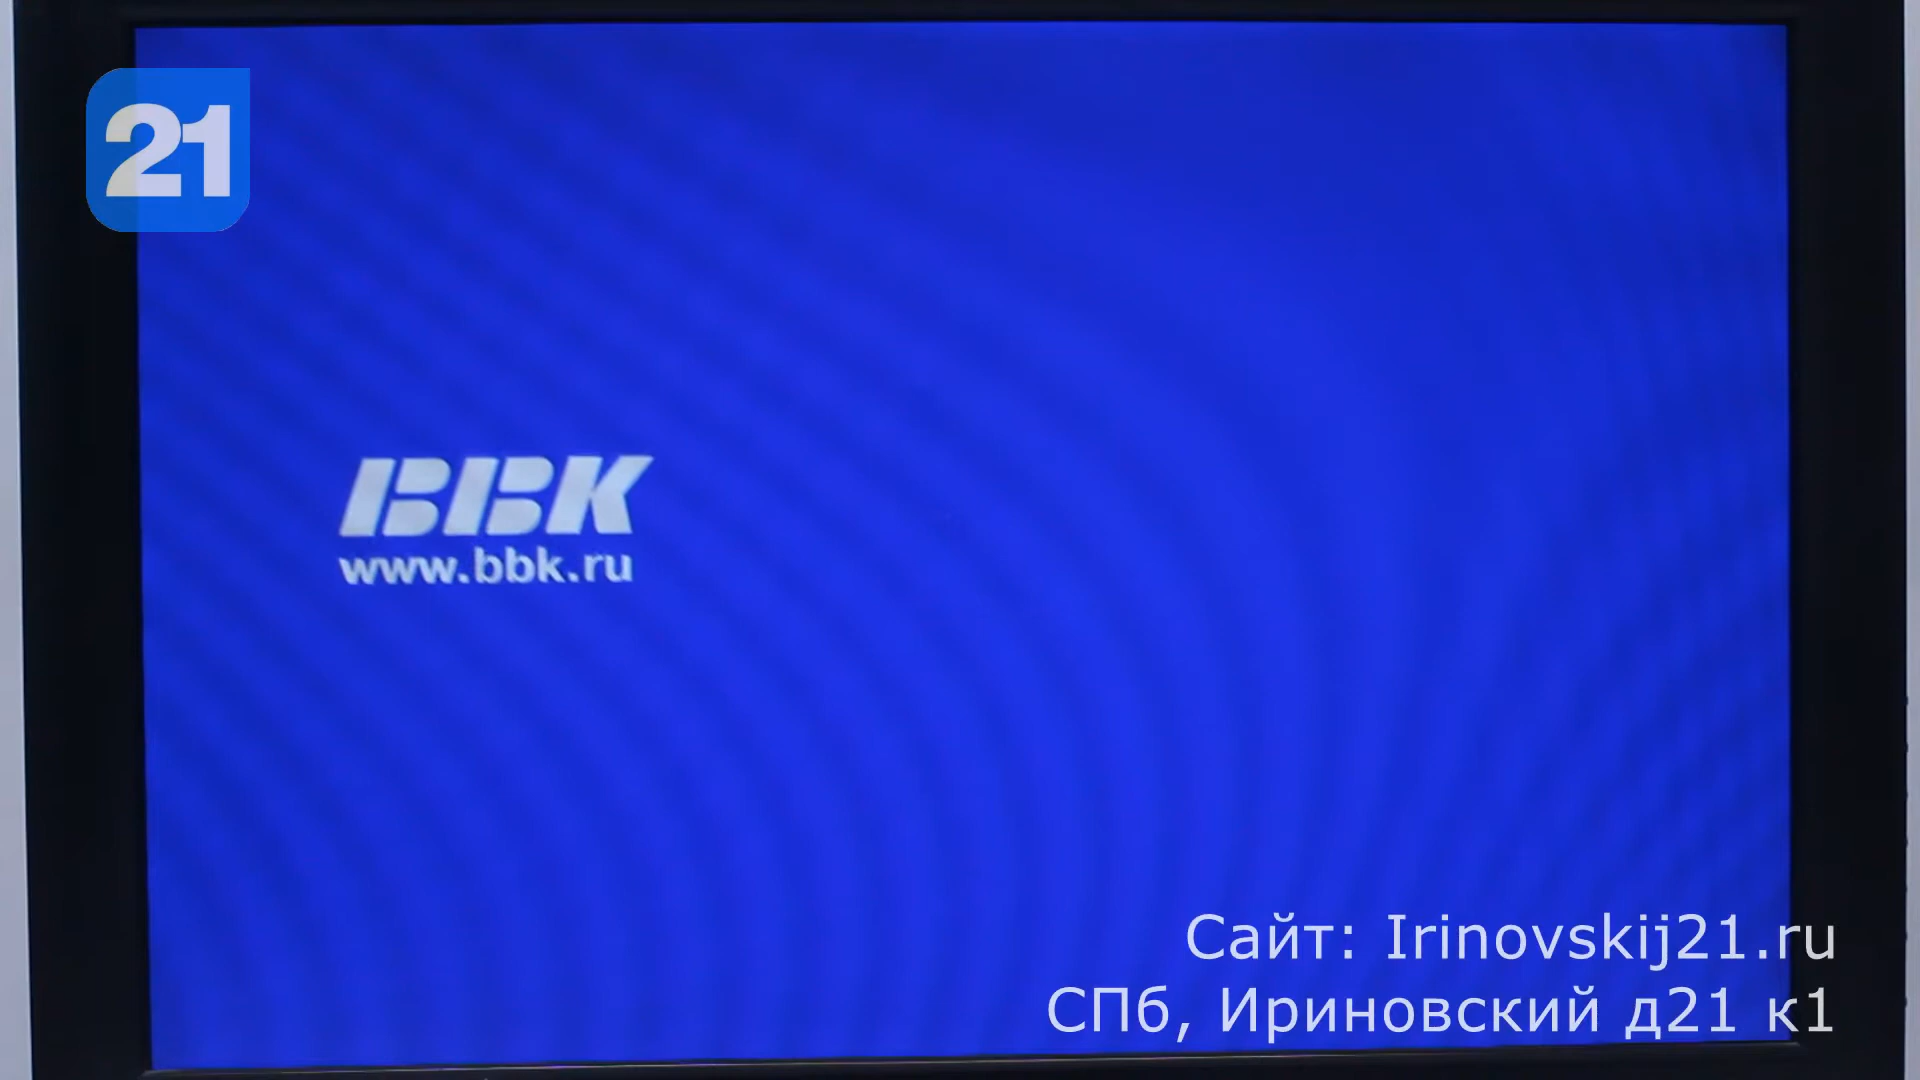 21
BBK
www.bbk.ru
Сайт: Irinovskij21.ru
СПб, Ириновский д21 к1